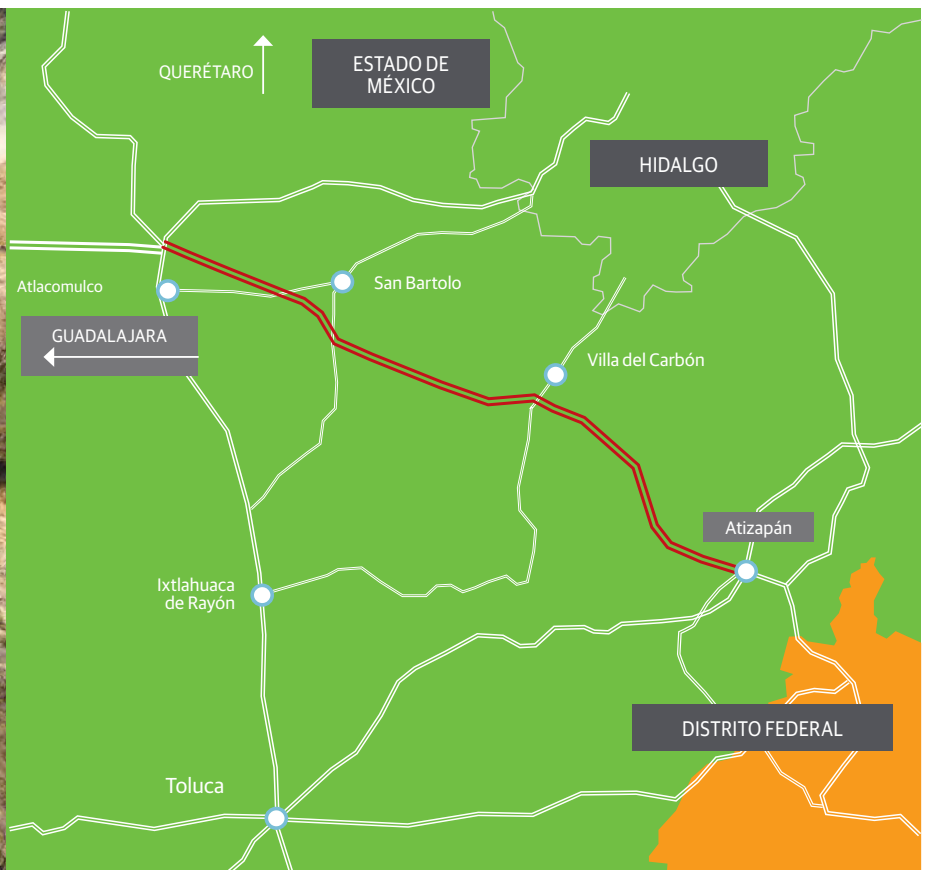 QUERÉTARO
ESTADO DE
MÉXICO
HIDALGO
Atlacomulco
San Bartolo
GUADALAJARA
Villa del Carbón
Atizapán
Ixtlahuaca
de Rayón
DISTRITO FEDERAL
Toluca